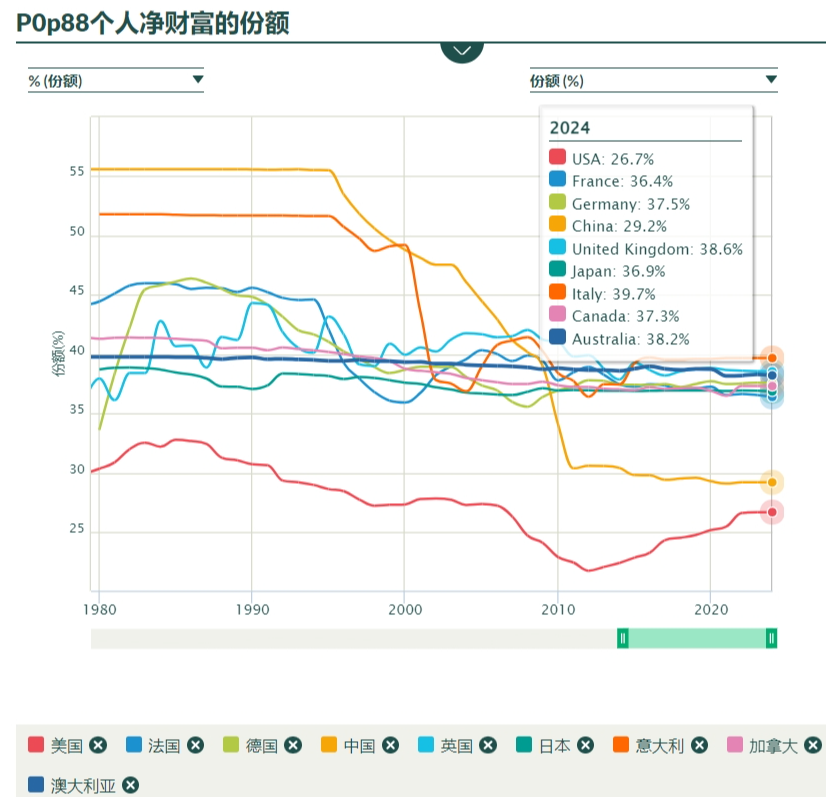 P0p88个人净财富的份额
% (份额)
份额 (%)
2024
USA: 26.7%
France: 36.4%
Germany: 37.5%
China: 29.2%
United Kingdom: 38.6%
Japan: 36.9%
Italy: 39.7%
Canada: 37.3%
Australia: 38.2%
份额(%)
55
50
45
40
35
30
25
1980 1990 2000 2010 2020
美国 法国 德国 中国 英国 日本 意大利 加拿大
澳大利亚